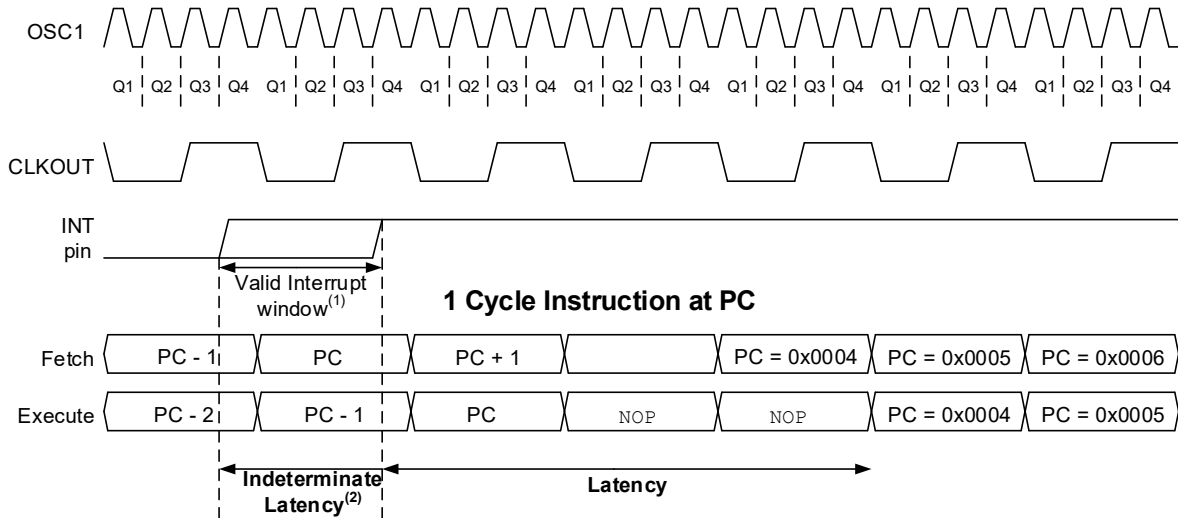 OSC1
Q1 Q2 Q3 Q4 Q1 Q2 Q3 Q4 Q1 Q2 Q3 Q4 Q1 Q2 Q3 Q4 Q1 Q2 Q3 Q4 Q1 Q2 Q3 Q4 Q1 Q2 Q3 Q4
CLKOUT
INT
pin
Valid Interrupt
window(1)
1 Cycle Instruction at PC
Fetch PC - 1 PC PC + 1 PC = 0x0004 PC = 0x0005 PC = 0x0006
Execute PC - 2 PC - 1 PC NOP NOP PC = 0x0004 PC = 0x0005
Indeterminate
Latency(2)
Latency